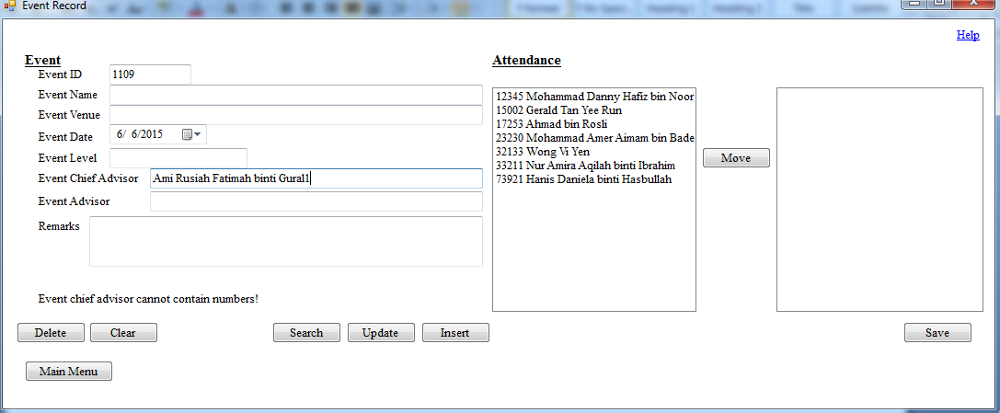 Event Record
Help
Event
Event ID 1109
Event Name
Event Venue
Event Date 6/ 6/2015
Event Level
Event Chief Advisor Ami Rusiah Fatimah binti Gural1
Event Advisor
Remarks
Event chief advisor cannot contain numbers!
Delete Clear Search Update Insert
Main Menu
Attendance
12345 Mohammad Danny Hafiz bin Noor
15002 Gerald Tan Yee Run
17253 Ahmad bin Rosli
23230 Mohammad Amer Aimam bin Bade
32133 Wong Vi Yen
33211 Nur Amira Aqilah binti Ibrahim
73921 Hanis Daniela binti Hasbullah
Move
Save